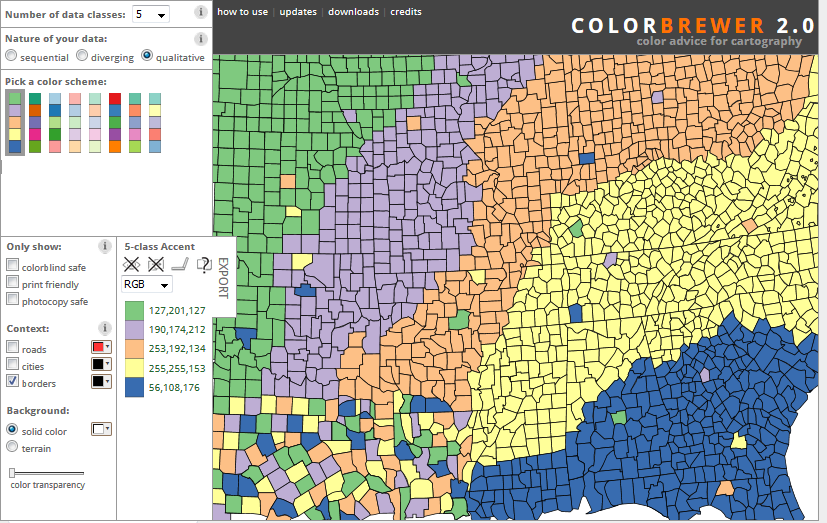 Number of data classes: 5 i
how to use | updates | downloads | credits
COLORBREWER 2.0
color advice for cartography
Nature of your data: i
sequential diverging qualitative
Pick a color scheme:
Only show: i
colorblind safe
print friendly
photocopy safe
Context: i
roads
cities
borders
Background:
solid color
terrain
color transparency
5-class Accent
?
RGB
EXPORT
127,201,127
190,174,212
253,192,134
255,255,153
56,108,176